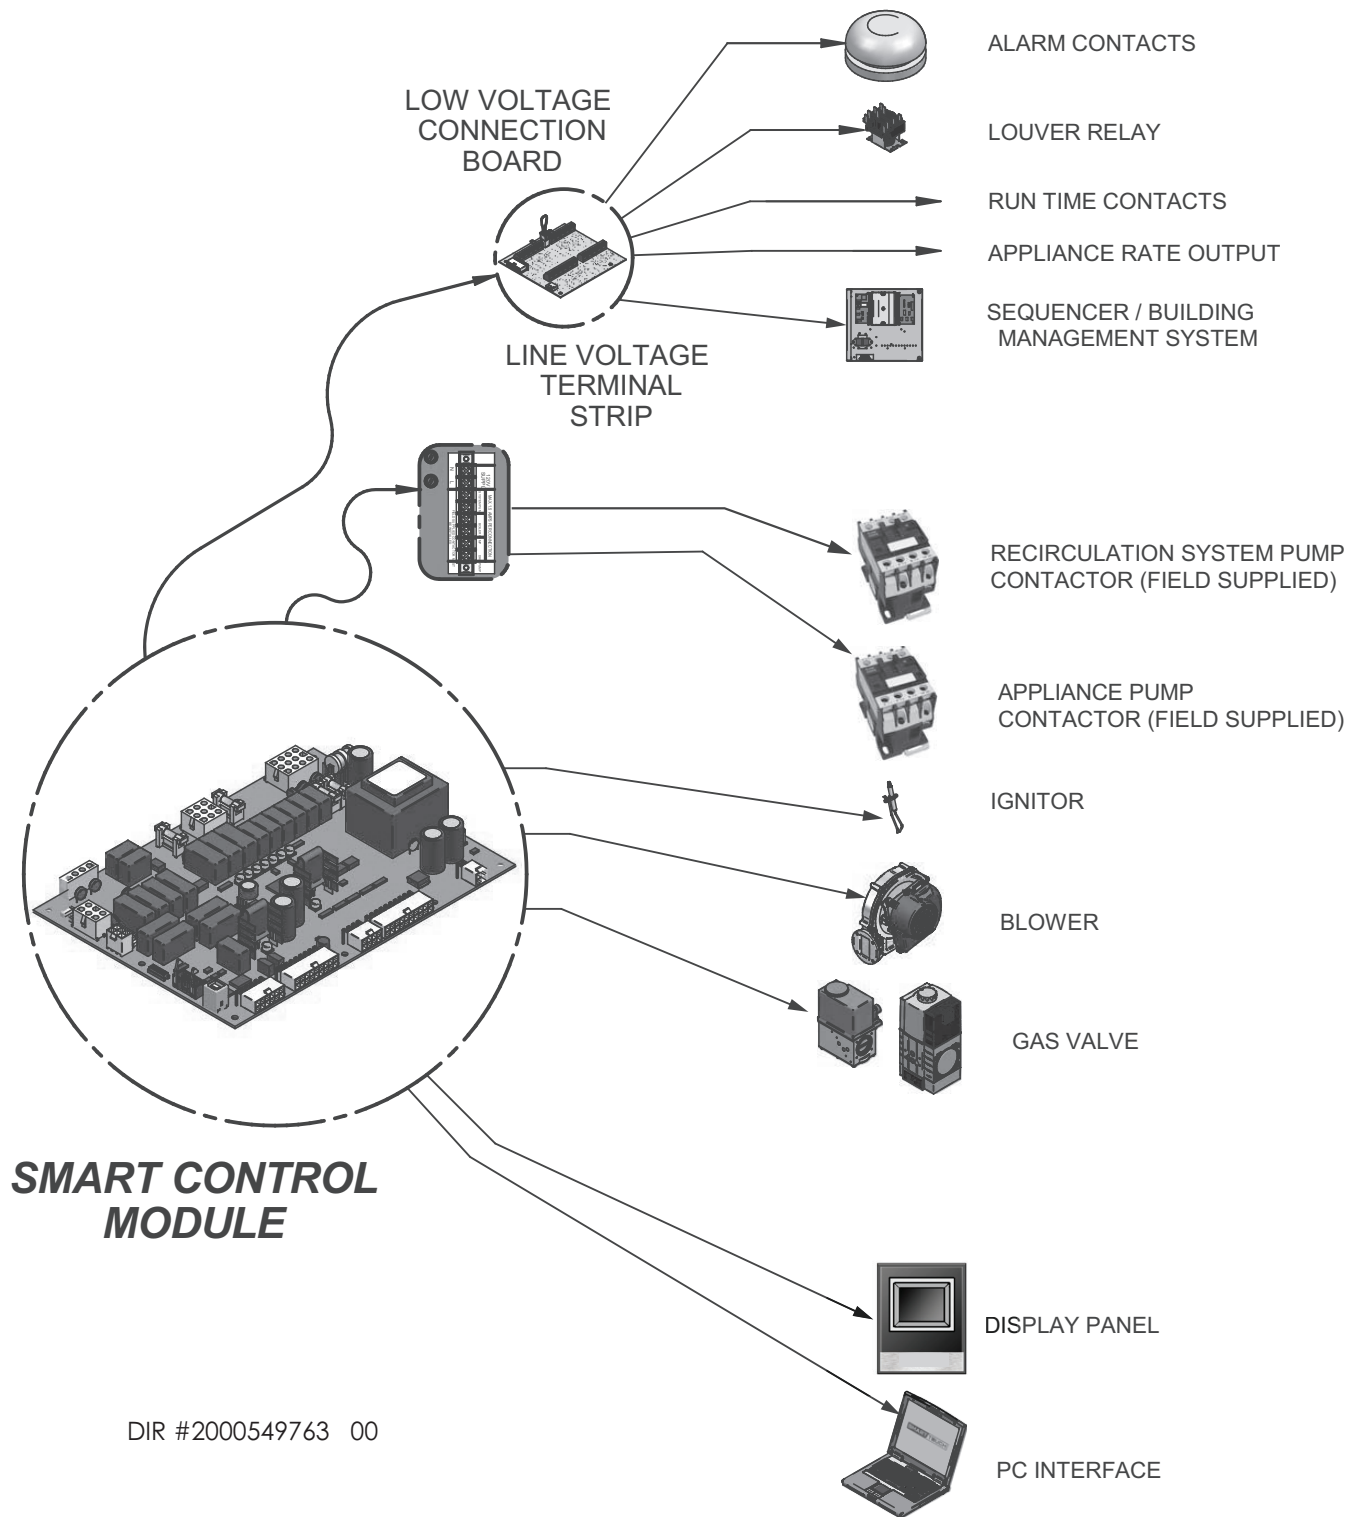 ALARM CONTACTS
LOW VOLTAGE
CONNECTION
BOARD
LOUVER RELAY
RUN TIME CONTACTS
APPLIANCE RATE OUTPUT
SEQUENCER / BUILDING
MANAGEMENT SYSTEM
LINE VOLTAGE
TERMINAL
STRIP
RECIRCULATION SYSTEM PUMP
CONTACTOR (FIELD SUPPLIED)
APPLIANCE PUMP
CONTACTOR (FIELD SUPPLIED)
IGNITOR
BLOWER
GAS VALVE
SMART CONTROL
MODULE
DISPLAY PANEL
DIR #2000549763 00
PC INTERFACE